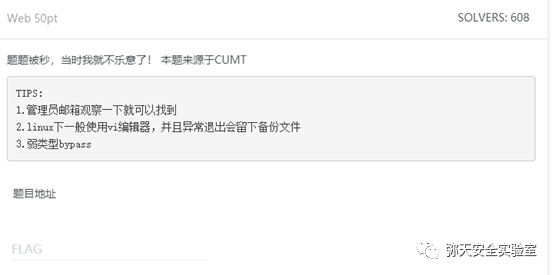 Web 50pt
SOLVERS: 608
题题被秒，当时我就不乐意了！ 本题来源于CUMT
TIPS:
1.管理员邮箱观察一下就可以找到
2.linux下一般使用vi编辑器，并且异常退出会留下备份文件
3.弱类型bypass
题目地址
FLAG
弥天安全实验室